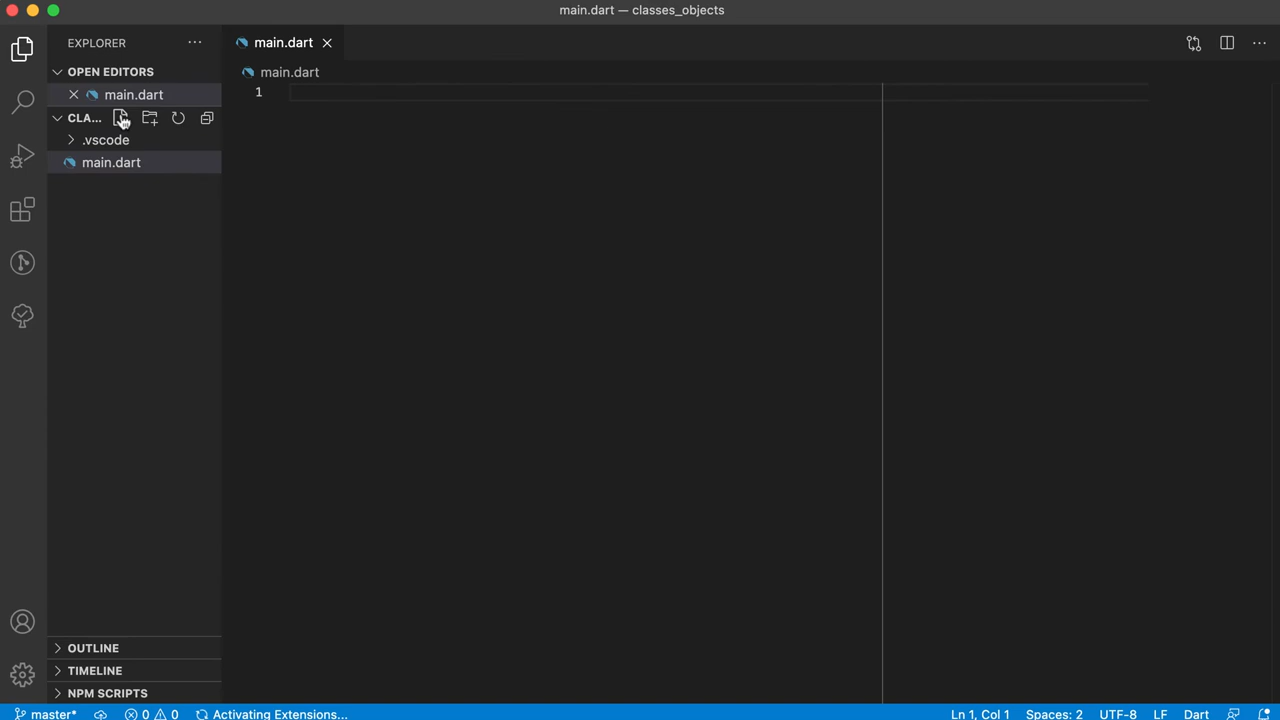 main.dart — classes_objects
EXPLORER
main.dart
OPEN EDITORS
main.dart
main.dart
1
CLA...
.vscode
main.dart
OUTLINE
TIMELINE
NPM SCRIPTS
master*
0
0
Activating Extensions...
Ln 1, Col 1
Spaces: 2
UTF-8
LF
Dart